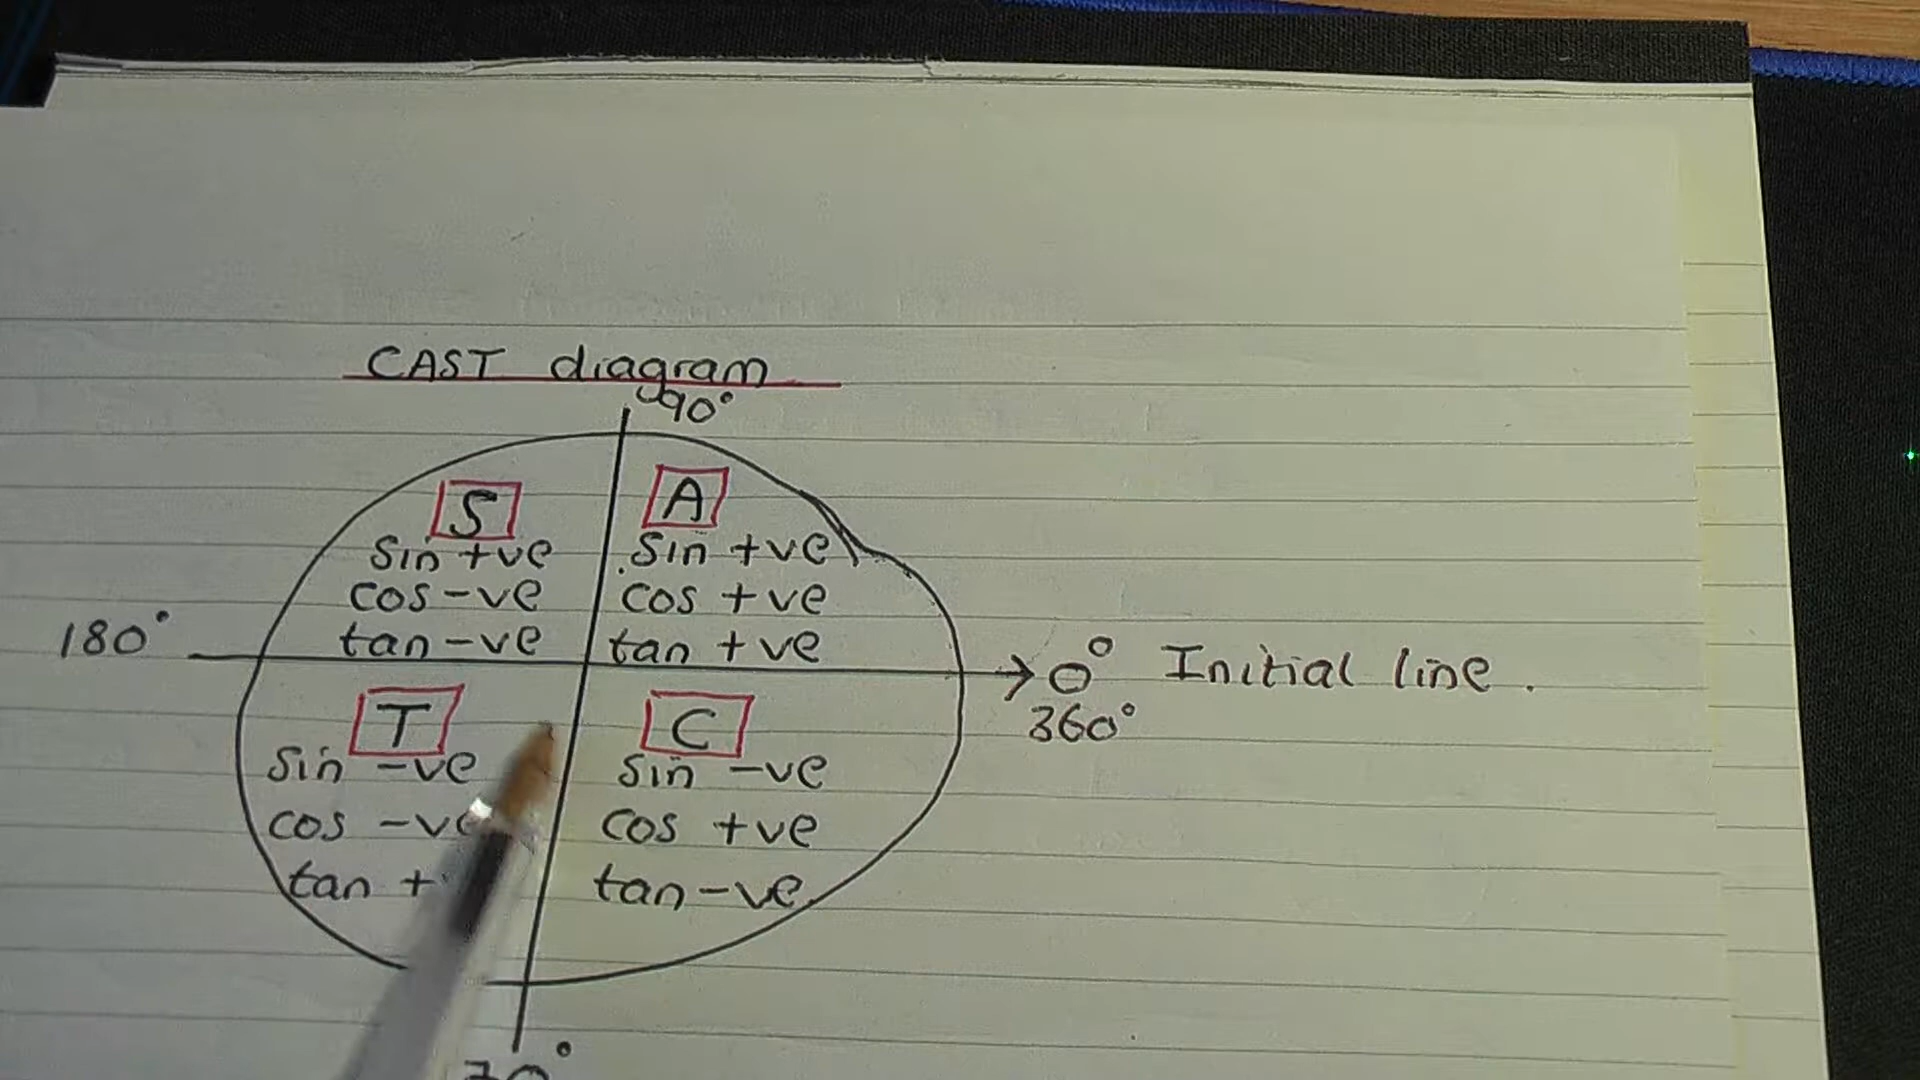 CAST diagram
90°
S
sin +ve
cos -ve
tan -ve
A
sin +ve
cos +ve
tan +ve
180°
0° Initial line.
360°
T
sin -ve
cos -ve
tan +
C
sin -ve
cos +ve
tan -ve